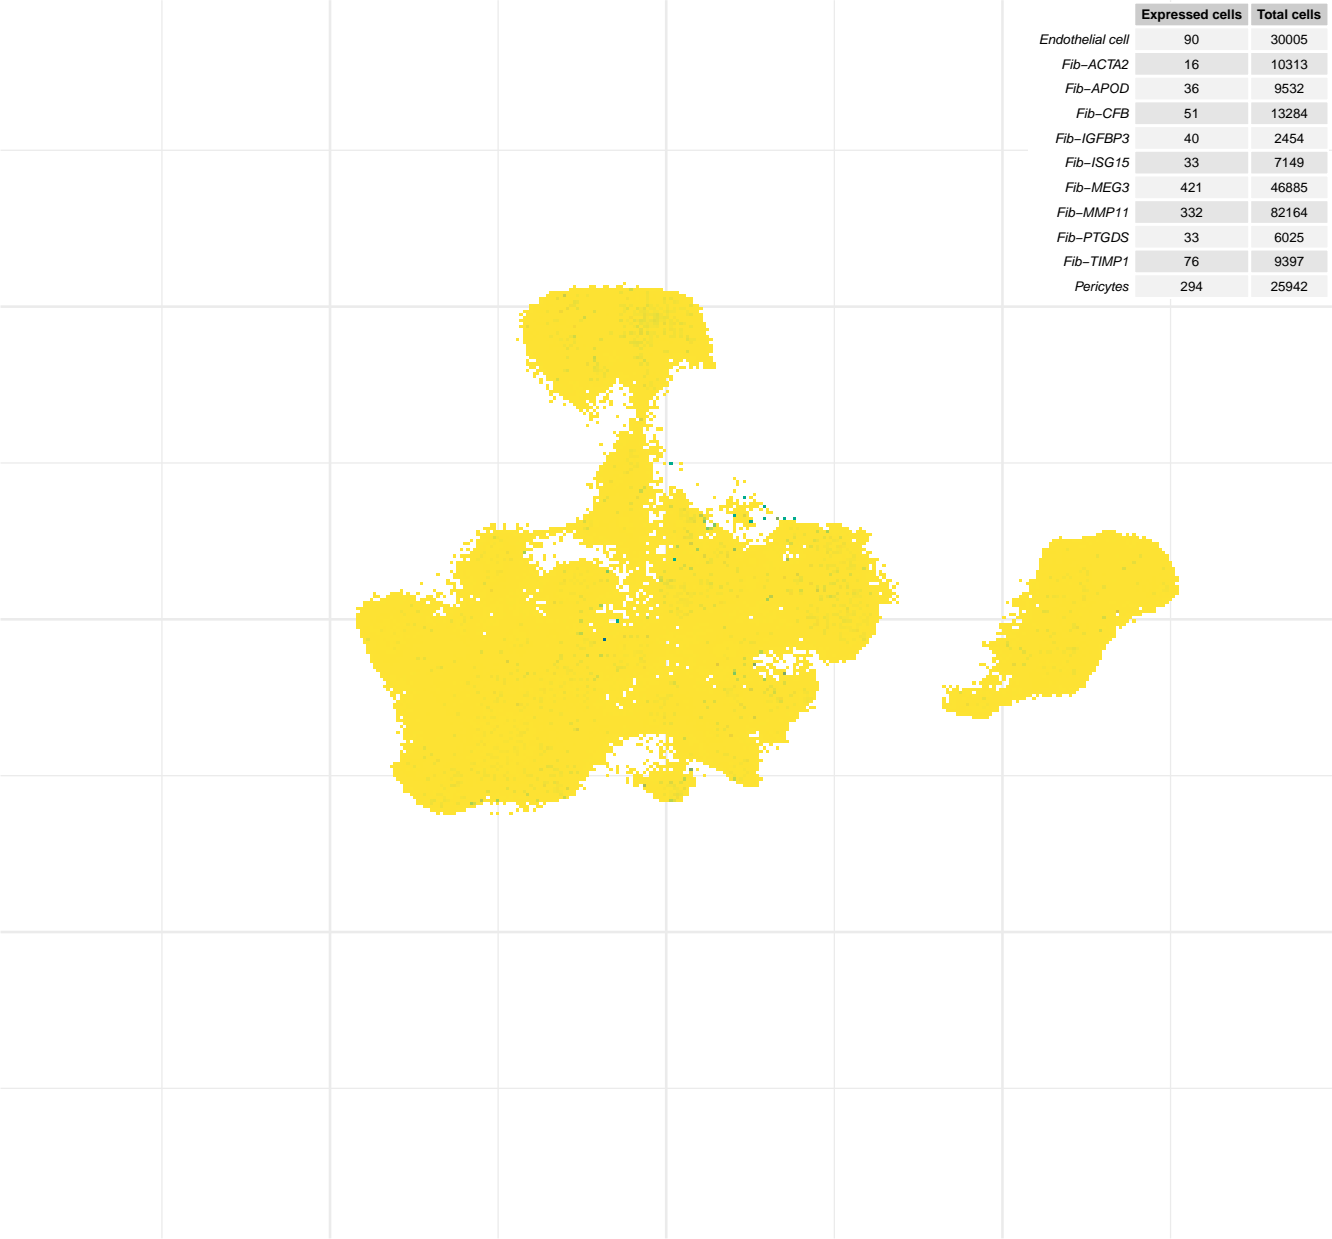 Expressed cells Total cells
Endothelial cell 90 30005
Fib−ACTA2 16 10313
Fib−APOD 36 9532
Fib−CFB 51 13284
Fib−IGFBP3 40 2454
Fib−ISG15 33 7149
Fib−MEG3 421 46885
Fib−MMP11 332 82164
Fib−PTGDS 33 6025
Fib−TIMP1 76 9397
Pericytes 294 25942